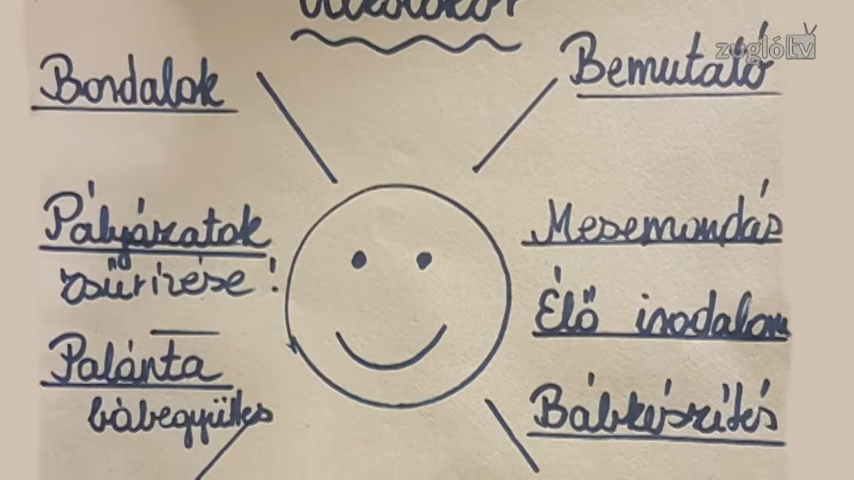 zuglótv
Bordalok
Bemutató
Pályázatok
zsűrizése!
Mesemondás
Élő irodalom
Palánta
bábegyüttes
Bábkészítés